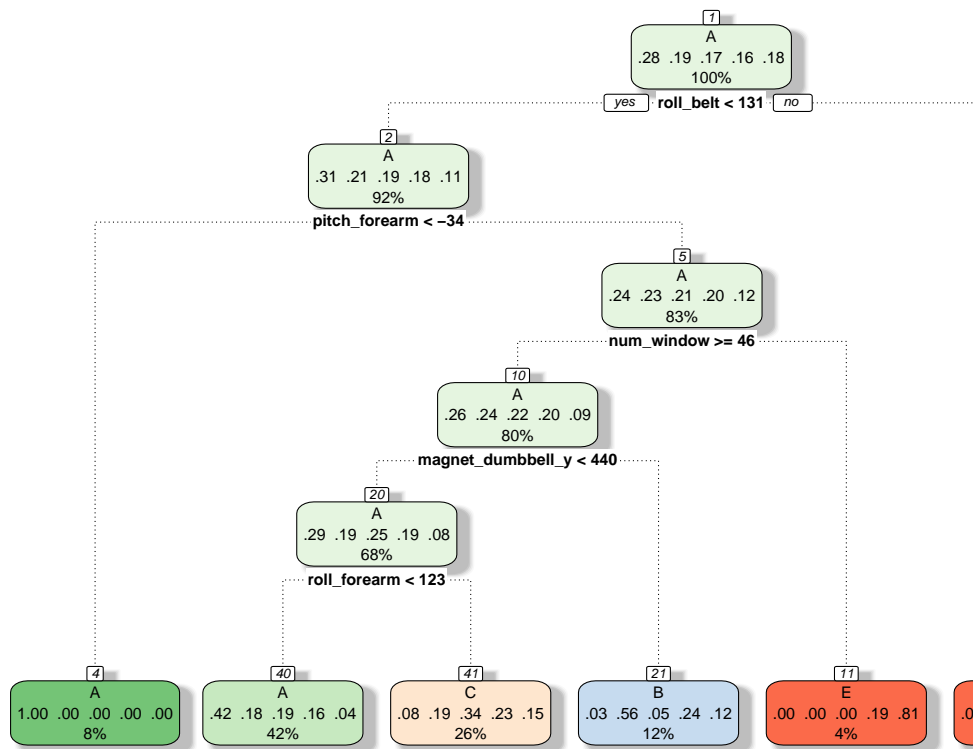 1
A
.28 .19 .17 .16 .18
100%
yes roll_belt < 131 no
2
A
.31 .21 .19 .18 .11
92%
pitch_forearm < −34
5
A
.24 .23 .21 .20 .12
83%
num_window >= 46
10
A
.26 .24 .22 .20 .09
80%
magnet_dumbbell_y < 440
20
A
.29 .19 .25 .19 .08
68%
roll_forearm < 123
4
A
1.00 .00 .00 .00 .00
8%
40
A
.42 .18 .19 .16 .04
42%
41
C
.08 .19 .34 .23 .15
26%
21
B
.03 .56 .05 .24 .12
12%
11
E
.00 .00 .00 .19 .81
4%